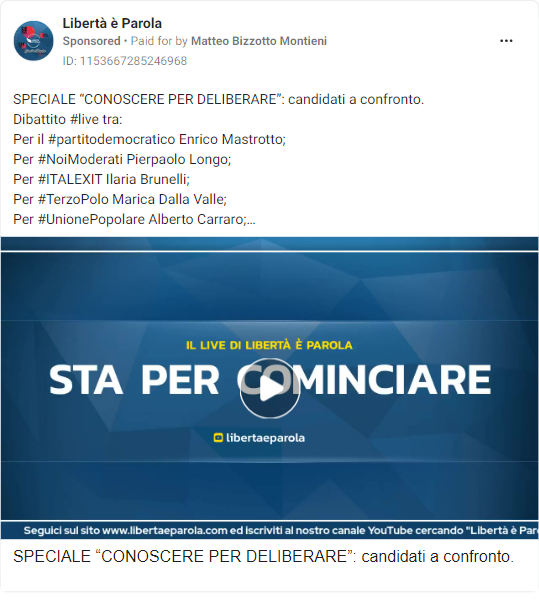 Libertà è Parola
Sponsored • Paid for by Matteo Bizzotto Montieni
ID: 1153667285246968
SPECIALE “CONOSCERE PER DELIBERARE”: candidati a confronto.
Dibattito #live tra:
Per il #partitodemocratico Enrico Mastrotto;
Per #NoiModerati Pierpaolo Longo;
Per #ITALEXIT Ilaria Brunelli;
Per #TerzoPolo Marica Dalla Valle;
Per #UnionePopolare Alberto Carraro;...
IL LIVE DI LIBERTÀ È PAROLA
STA PER COMINCIARE
libertaeparola
Seguici sul sito www.libertaeparola.com ed iscriviti al nostro canale YouTube cercando "Libertà è Par
SPECIALE “CONOSCERE PER DELIBERARE”: candidati a confronto.